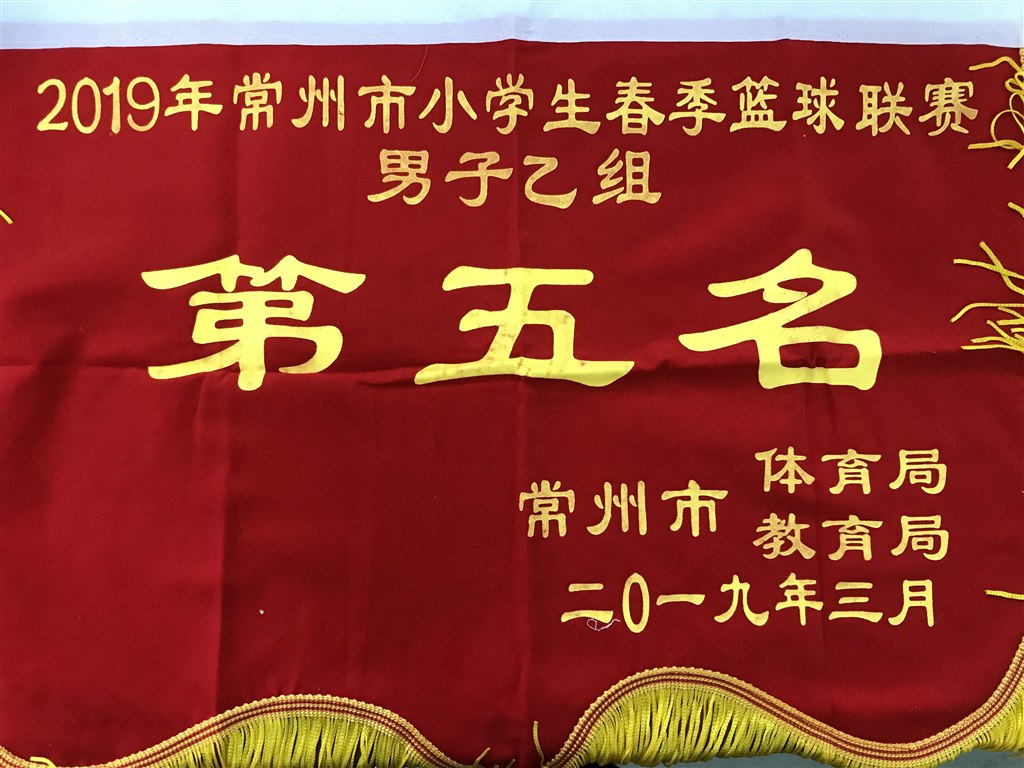 2019年常州市小学生春季篮球联赛
男子乙组
第五名
常州市 体育局
教育局
二0一九年三月